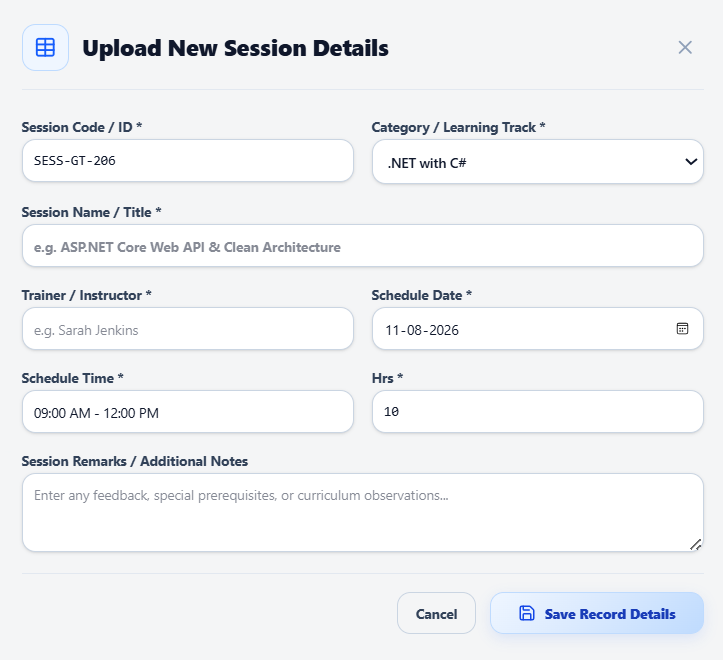 Upload New Session Details
Session Code / ID *
Category / Learning Track *
SESS-GT-206
.NET with C#
Session Name / Title *
e.g. ASP.NET Core Web API & Clean Architecture
Trainer / Instructor *
Schedule Date *
e.g. Sarah Jenkins
11-08-2026
Schedule Time *
Hrs *
09:00 AM - 12:00 PM
10
Session Remarks / Additional Notes
Enter any feedback, special prerequisites, or curriculum observations...
Cancel
Save Record Details